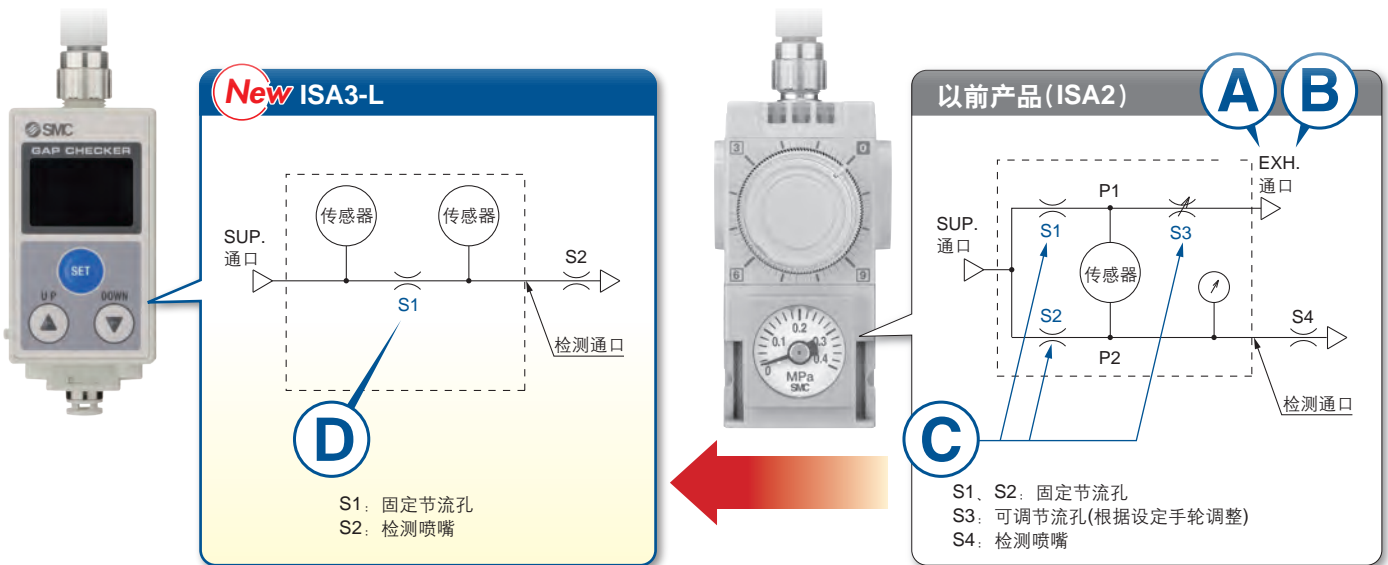 SMC
GAP CHECKER
SET
UP
DOWN
New ISA3-L
传感器
传感器
SUP.
通口
S1
S2
检测通口
D
S1：固定节流孔
S2：检测喷嘴
3
0
6
9
0
0.1
0.2
0.3
0.4
MPa
SMC
以前产品(ISA2)
A
B
EXH.
通口
SUP.
通口
P1
S1
S3
传感器
S2
P2
S4
检测通口
C
S1、S2：固定节流孔
S3：可调节流孔(根据设定手轮调整)
S4：检测喷嘴